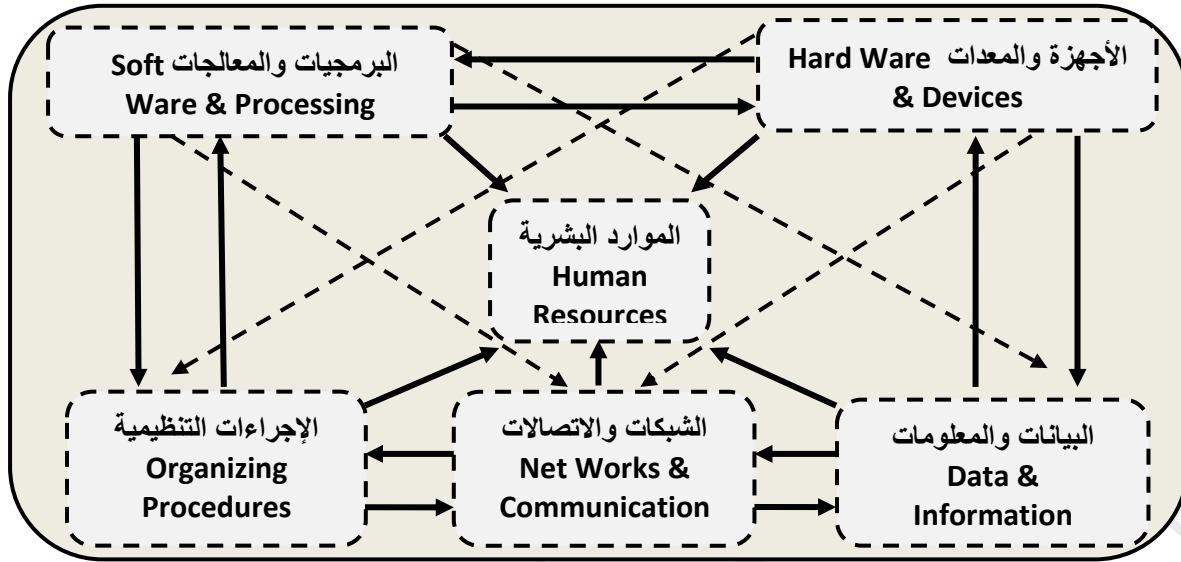 البرمجيات والمعالجات Soft
Ware & Processing
الأجهزة والمعدات Hard Ware
& Devices
الموارد البشرية
Human
Resources
الإجراءات التنظيمية
Organizing
Procedures
الشبكات والاتصالات
Net Works &
Communication
البيانات والمعلومات
Data &
Information